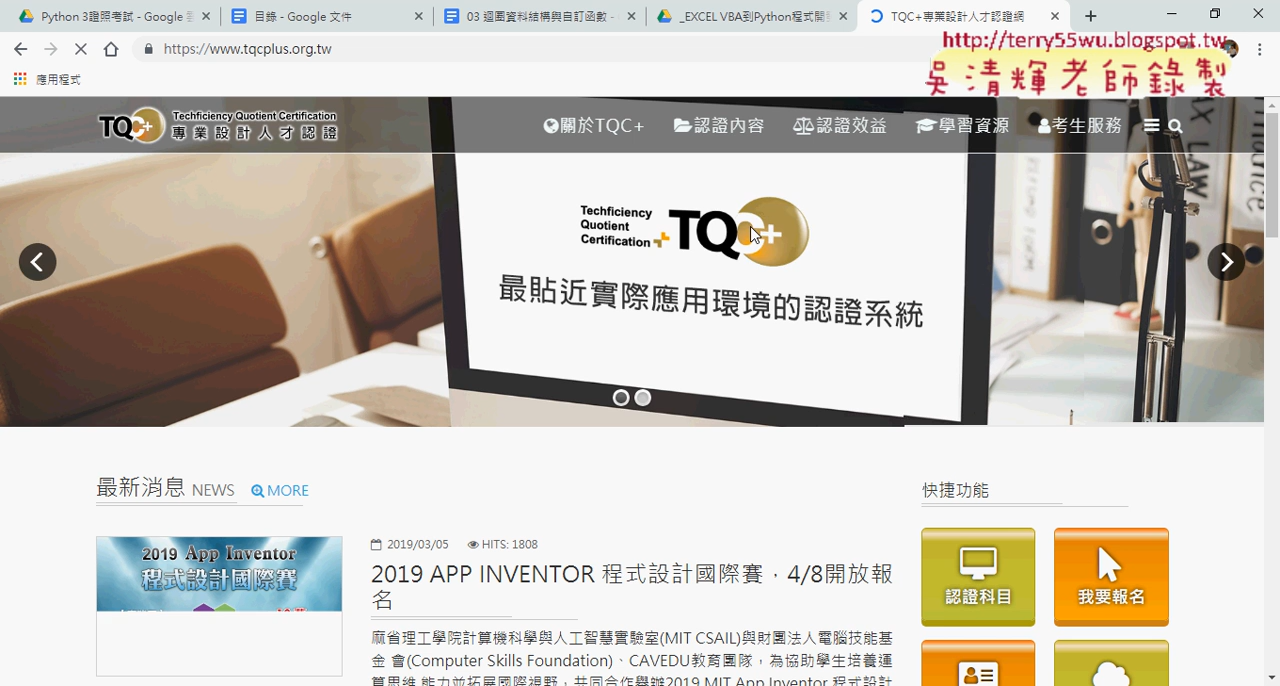 Python 3證照考試 - Google
目錄 - Google 文件
03 迴圈資料結構與自訂函數 -
_EXCEL VBA到Python程式開
TQC+專業設計人才認證網
https://www.tqcplus.org.tw
http://terry55wu.blogspot.tw
吳清輝老師錄製
應用程式
TQC+
Techficiency Quotient Certification
專業設計人才認證
關於TQC+
認證內容
認證效益
學習資源
考生服務
AX LAW
Techficiency
Quotient
Certification
TQC+
最貼近實際應用環境的認證系統
最新消息 NEWS
MORE
快捷功能
2019 App Inventor
程式設計國際賽
2019/03/05
HITS: 1808
2019 APP INVENTOR 程式設計國際賽，4/8開放報
名
麻省理工學院計算機科學與人工智慧實驗室(MIT CSAIL)與財團法人電腦技能基
金 會(Computer Skills Foundation)、CAVEDU教育團隊，為協助學生培養運
算思維 能力並拓展國際視野，共同合作舉辦2019 MIT App Inventor 程式設計
認證科目
我要報名